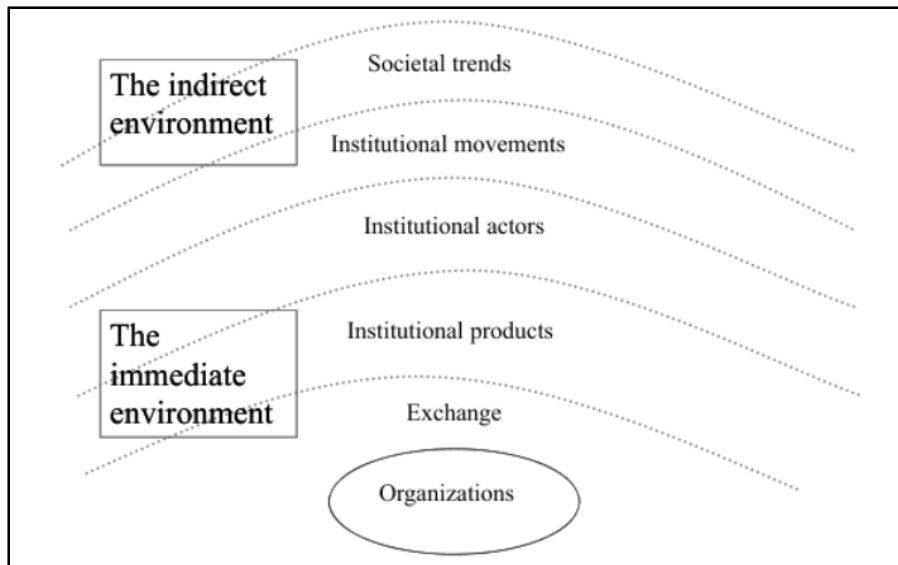 Societal trends
The indirect
environment
Institutional movements
Institutional actors
The
immediate
environment
Institutional products
Exchange
Organizations